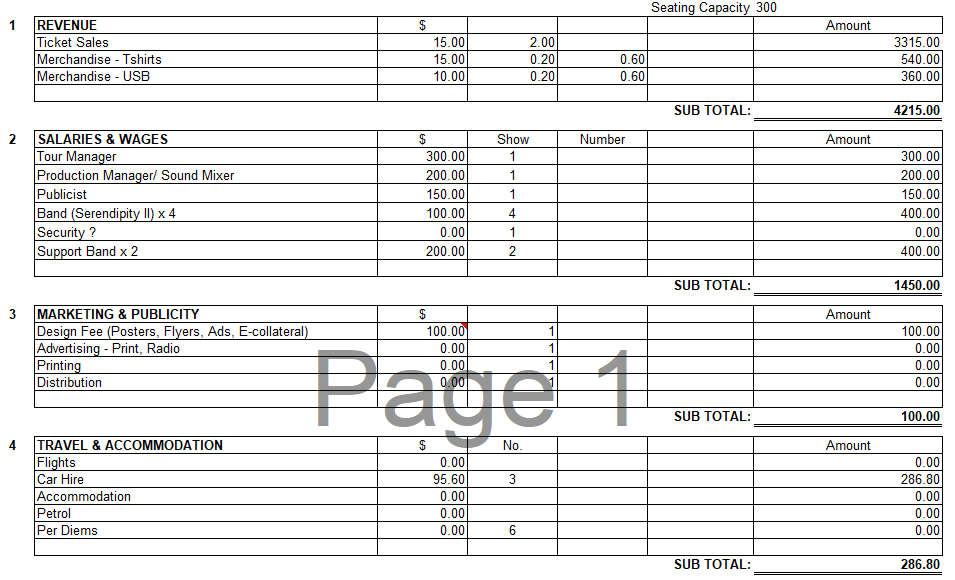 Seating Capacity 300
1 REVENUE $ Amount
Ticket Sales 15.00 2.00 3315.00
Merchandise - Tshirts 15.00 0.20 0.60 540.00
Merchandise - USB 10.00 0.20 0.60 360.00
SUB TOTAL: 4215.00
2 SALARIES & WAGES $ Show Number Amount
Tour Manager 300.00 1 300.00
Production Manager/ Sound Mixer 200.00 1 200.00
Publicist 150.00 1 150.00
Band (Serendipity II) x 4 100.00 4 400.00
Security ? 0.00 1 0.00
Support Band x 2 200.00 2 400.00
SUB TOTAL: 1450.00
3 MARKETING & PUBLICITY $ Amount
Design Fee (Posters, Flyers, Ads, E-collateral) 100.00 1 100.00
Advertising - Print, Radio 0.00 1 0.00
Printing 0.00 1 0.00
Distribution 0.00 1 0.00
Page 1
SUB TOTAL: 100.00
4 TRAVEL & ACCOMMODATION $ No. Amount
Flights 0.00 0.00
Car Hire 95.60 3 286.80
Accommodation 0.00 0.00
Petrol 0.00 0.00
Per Diems 0.00 6 0.00
SUB TOTAL: 286.80